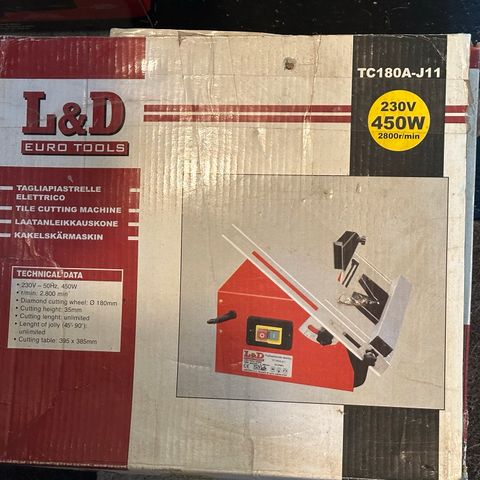 TC180A-J11
230V
450W
2800r/min
L&D
EURO TOOLS
TAGLIAPIASTRELLE
ELETTRICO
TILE CUTTING MACHINE
LAATANLEIKKAUSKONE
KAKELSKÄRMASKIN
TECHNICAL DATA
• 230V – 50Hz, 450W
• r/min: 2.800 min
• Diamond cutting wheel: Ø 180mm
• Cutting height: 35mm
• Cutting lenght: unlimited
• Lenght of jolly (45°- 90°):
unlimited
• Cutting table: 395 x 385mm
L&D